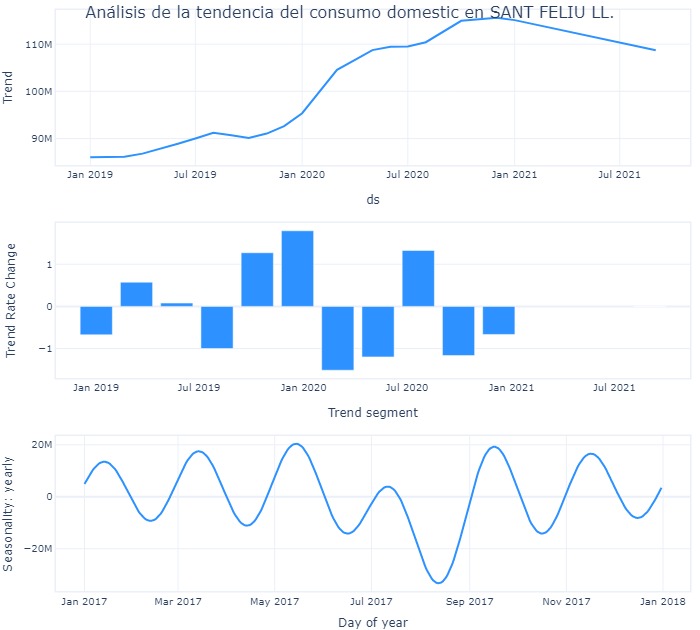 Análisis de la tendencia del consumo domestic en SANT FELIU LL.
110M
100M
90M
Trend
Jan 2019 Jul 2019 Jan 2020 Jul 2020 Jan 2021 Jul 2021
ds
1
0
−1
Trend Rate Change
Jan 2019 Jul 2019 Jan 2020 Jul 2020 Jan 2021 Jul 2021
Trend segment
20M
0
−20M
Seasonality: yearly
Jan 2017 Mar 2017 May 2017 Jul 2017 Sep 2017 Nov 2017 Jan 2018
Day of year